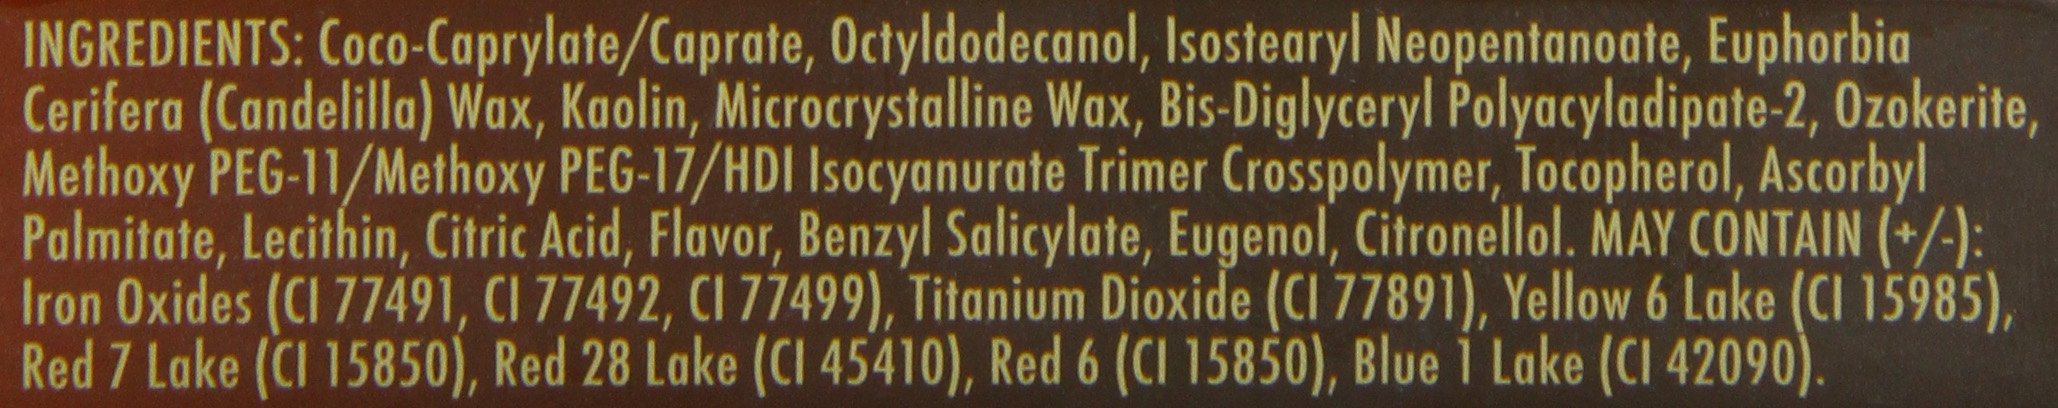 INGREDIENTS: Coco-Caprylate/Caprate, Octyldodecanol, Isostearyl Neopentanoate, Euphorbia
Cerifera (Candelilla) Wax, Kaolin, Microcrystalline Wax, Bis-Diglyceryl Polyacyladipate-2, Ozokerite,
Methoxy PEG-11/Methoxy PEG-17/HDI Isocyanurate Trimer Crosspolymer, Tocopherol, Ascorbyl
Palmitate, Lecithin, Citric Acid, Flavor, Benzyl Salicylate, Eugenol, Citronellol. MAY CONTAIN (+/-):
Iron Oxides (CI 77491, CI 77492, CI 77499), Titanium Dioxide (CI 77891), Yellow 6 Lake (CI 15985),
Red 7 Lake (CI 15850), Red 28 Lake (CI 45410), Red 6 (CI 15850), Blue 1 Lake (CI 42090).